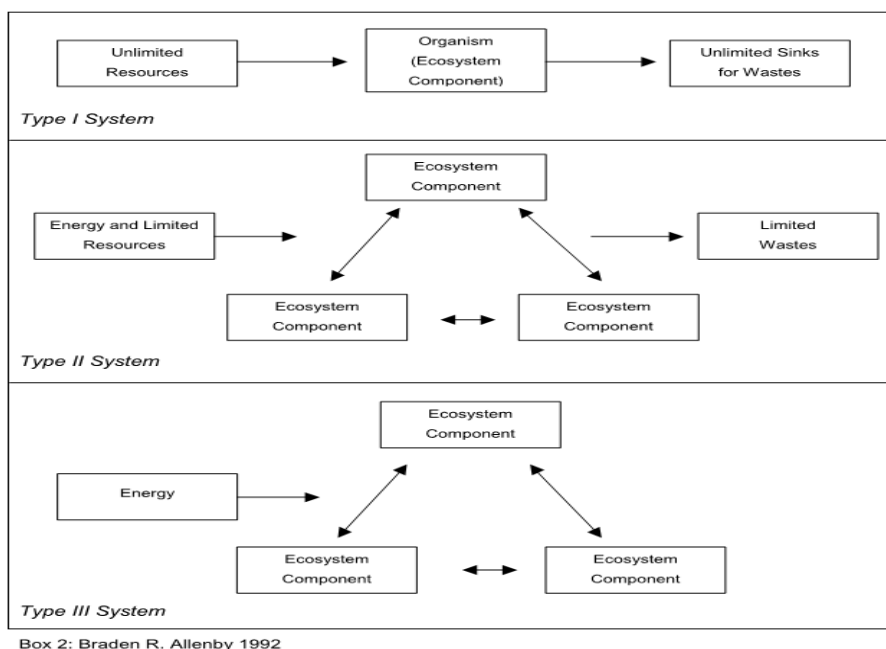 Unlimited
Resources
Organism
(Ecosystem
Component)
Unlimited Sinks
for Wastes
Type I System
Ecosystem
Component
Energy and Limited
Resources
Limited
Wastes
Ecosystem
Component
Ecosystem
Component
Type II System
Ecosystem
Component
Energy
Ecosystem
Component
Ecosystem
Component
Type III System
Box 2: Braden R. Allenby 1992